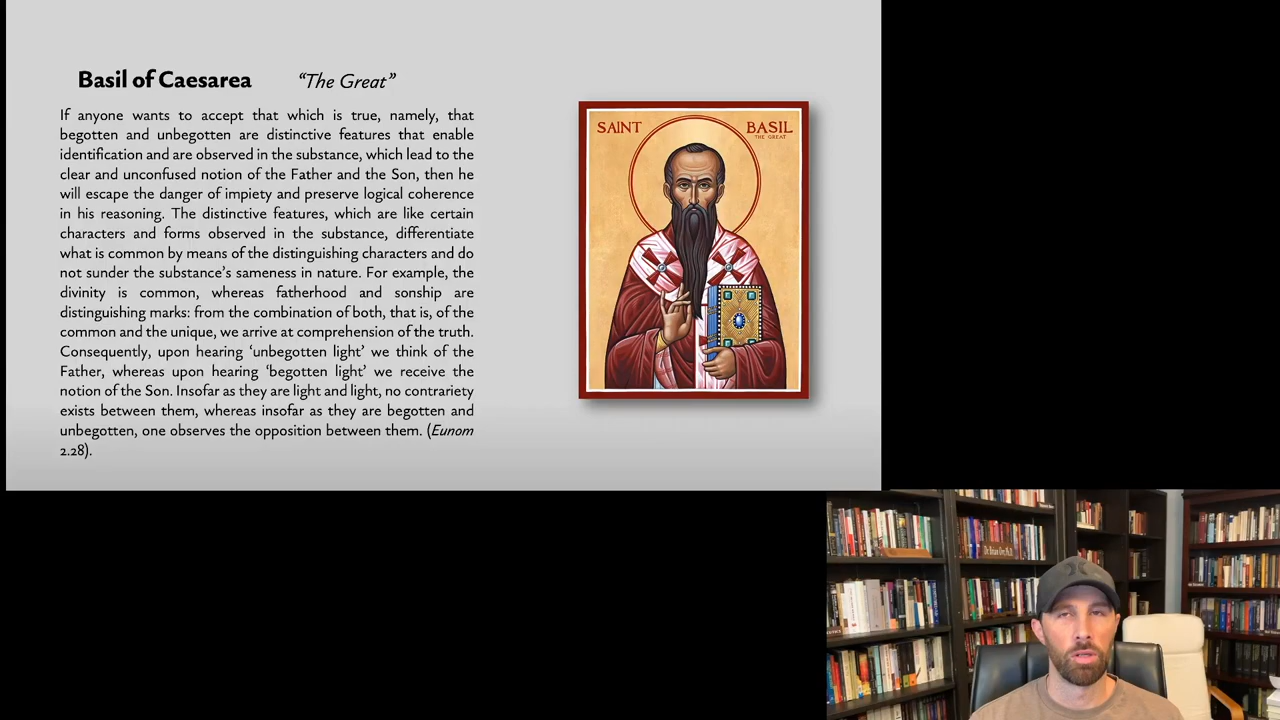 Basil of Caesarea "The Great"
If anyone wants to accept that which is true, namely, that
begotten and unbegotten are distinctive features that enable
identification and are observed in the substance, which lead to the
clear and unconfused notion of the Father and the Son, then he
will escape the danger of impiety and preserve logical coherence
in his reasoning. The distinctive features, which are like certain
characters and forms observed in the substance, differentiate
what is common by means of the distinguishing characters and do
not sunder the substance's sameness in nature. For example, the
divinity is common, whereas fatherhood and sonship are
distinguishing marks: from the combination of both, that is, of the
common and the unique, we arrive at comprehension of the truth.
Consequently, upon hearing 'unbegotten light' we think of the
Father, whereas upon hearing 'begotten light' we receive the
notion of the Son. Insofar as they are light and light, no contrariety
exists between them, whereas insofar as they are begotten and
unbegotten, one observes the opposition between them. (Eunom
2.28).
SAINT BASIL
THE GREAT